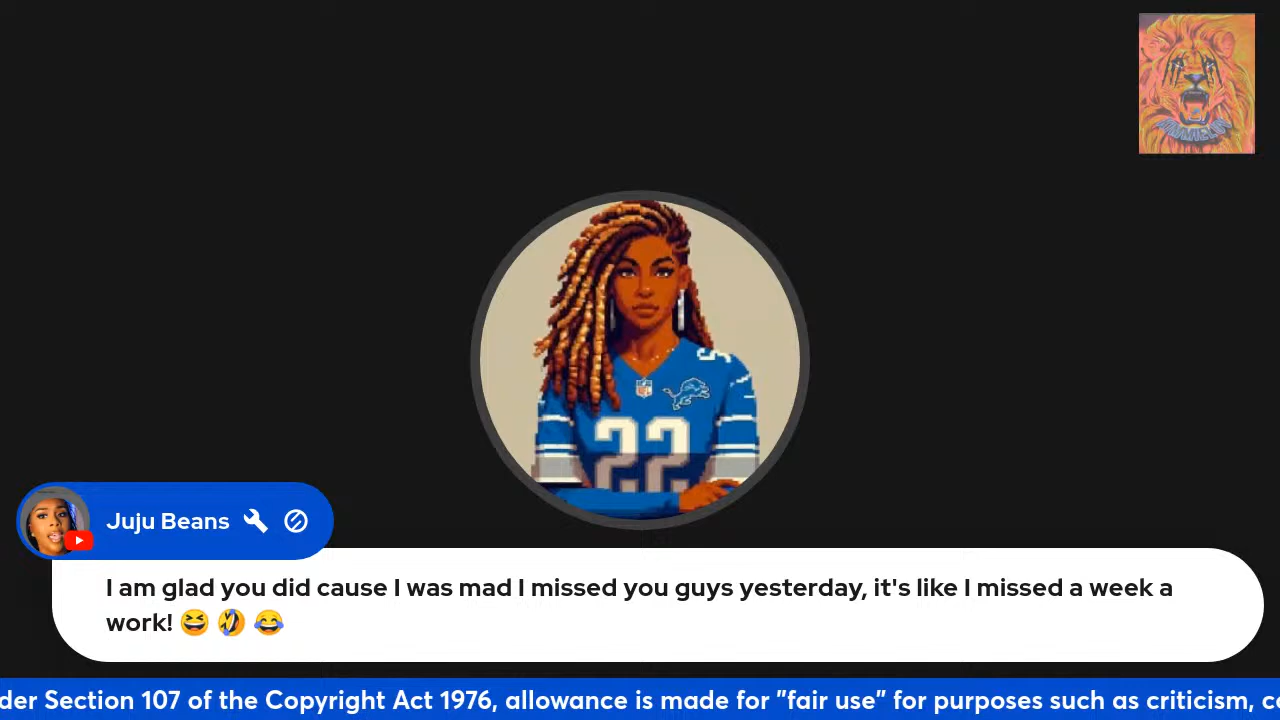 22
Juju Beans
I am glad you did cause I was mad I missed you guys yesterday, it's like I missed a week a
work! 😆 🤣 😂
der Section 107 of the Copyright Act 1976, allowance is made for "fair use" for purposes such as criticism, c